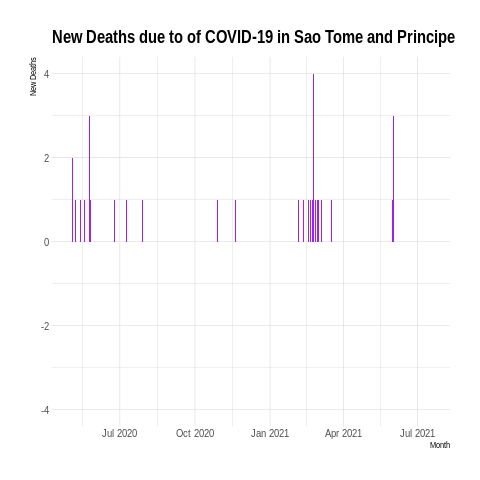 New Deaths due to of COVID-19 in Sao Tome and Principe
New Deaths
4
2
0
-2
-4
Jul 2020 Oct 2020 Jan 2021 Apr 2021 Jul 2021
Month